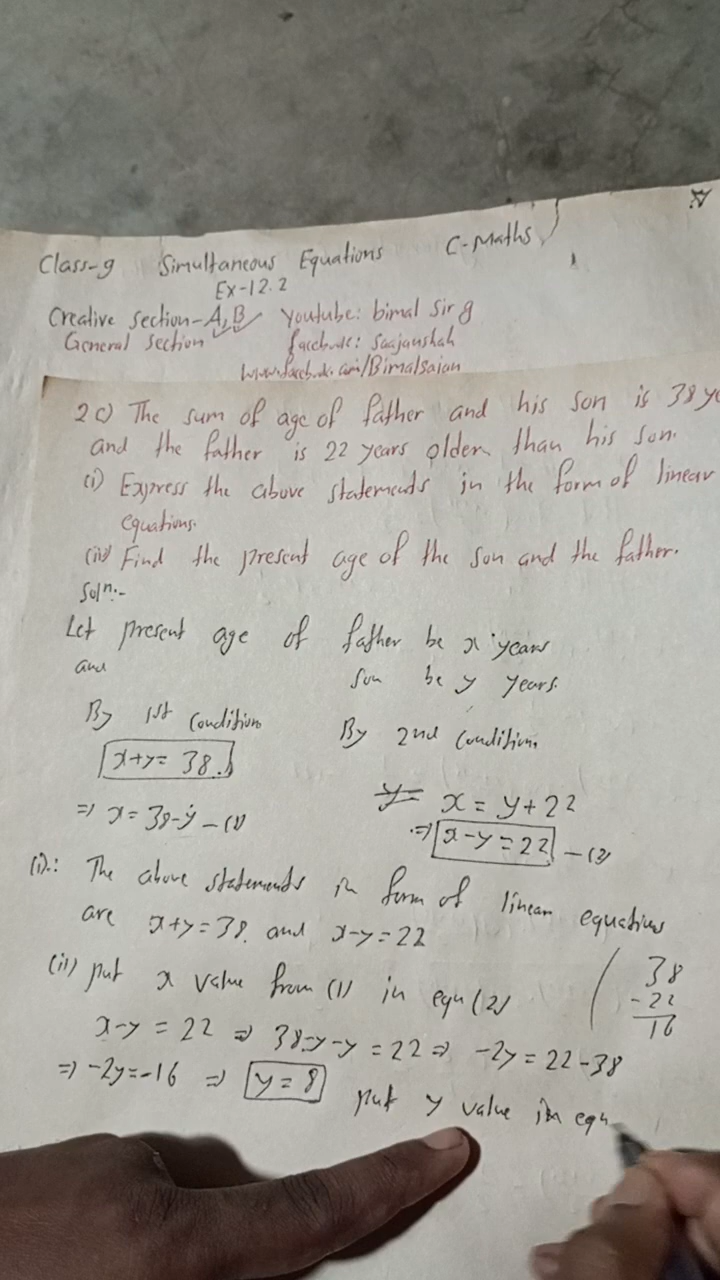 Class-9 Simultaneous Equations C-Maths
Ex-12.2
Creative section-A,B Youtube: bimal sir g
General Section facebook: Saajanshah
2c) The sum of age of father and his son is 38 ye
and the father is 22 years older than his son.
(i) Express the above statements in the form of linear
equations.
(ii) Find the present age of the son and the father.
Soln:-
Let present age of father be x years
and son be y years.
By 1st condition By 2nd condition,
x+y= 38.
y= x = y+22
=> x = 38-y -(1)
=> x-y = 22 -(2)
(i).: The above statements in form of linear equations
are x+y=38. and x-y=22
(ii) put x value from (1) in eqn (2)
38
-22
16
x-y = 22 => 38-y-y = 22 => -2y = 22-38
=> -2y=-16 => y = 8 put y value in eqn